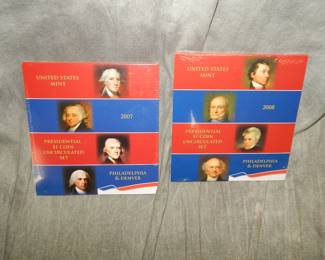 UNITED STATES
MINT
2007
PRESIDENTIAL
$1 COIN
UNCIRCULATED
SET
PHILADELPHIA
& DENVER
UNITED STATES
MINT
2008
PRESIDENTIAL
$1 COIN
UNCIRCULATED
SET
PHILADELPHIA
& DENVER